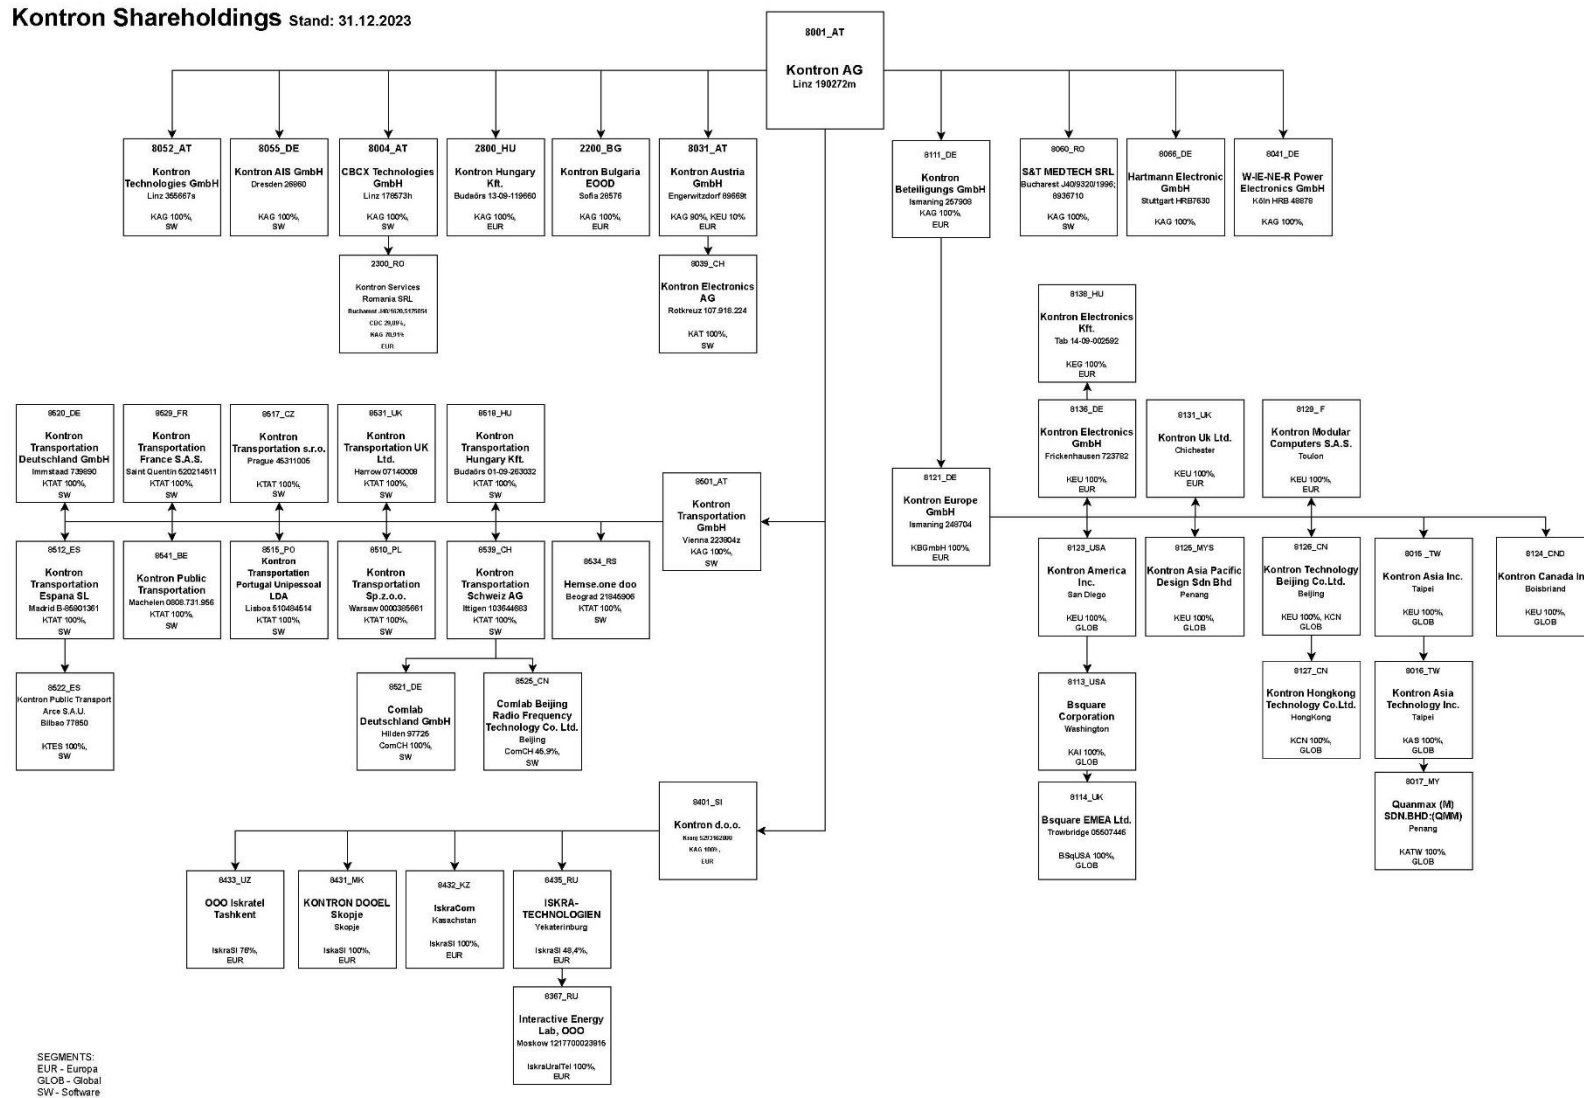 Kontron Shareholdings Stand: 31.12.2023
8001_AT
Kontron AG
Linz 190272m
8052_AT
Kontron
Technologies GmbH
Linz 355667s
KAG 100%,
SW
8055_DE
Kontron AIS GmbH
Dresden 26860
KAG 100%,
SW
8004_AT
CBCX Technologies
GmbH
Linz 178573h
KAG 100%,
SW
2800_HU
Kontron Hungary
Kft.
Budaörs 13-09-119660
KAG 100%,
EUR
2200_BG
Kontron Bulgaria
EOOD
Sofia 26576
KAG 100%,
EUR
8031_AT
Kontron Austria
GmbH
Engerwitzdorf 89669t
KAG 90%, KEU 10%
EUR
8111_DE
Kontron
Beteiligungs GmbH
Ismaning 257908
KAG 100%,
EUR
8060_RO
S&T MEDTECH SRL
Bucharest J40/9320/1996;
8936710
KAG 100%,
SW
8066_DE
Hartmann Electronic
GmbH
Stuttgart HRB7630
KAG 100%,
8041_DE
W-IE-NE-R Power
Electronics GmbH
Köln HRB 48878
KAG 100%,
2300_RO
Kontron Services
Romania SRL
CBC 29,09%,
KAG 70,91%
EUR
8039_CH
Kontron Electronics
AG
Rotkreuz 107.918.224
KAT 100%,
SW
8138_HU
Kontron Electronics
Kft.
Tab 14-09-002592
KEG 100%,
EUR
8520_DE
Kontron
Transportation
Deutschland GmbH
Immstaad 739890
KTAT 100%,
SW
8529_FR
Kontron
Transportation
France S.A.S.
Saint Quentin 520214511
KTAT 100%,
SW
8517_CZ
Kontron
Transportation s.r.o.
Prague 45311005
KTAT 100%,
SW
8531_UK
Kontron
Transportation UK
Ltd.
Harrow 07140008
KTAT 100%,
SW
8518_HU
Kontron
Transportation
Hungary Kft.
Budaörs 01-09-263032
KTAT 100%,
SW
8501_AT
Kontron
Transportation
GmbH
Vienna 223804z
KAG 100%,
SW
8121_DE
Kontron Europe
GmbH
Ismaning 248704
KBGmbH 100%,
EUR
8136_DE
Kontron Electronics
GmbH
Frickenhausen 723782
KEU 100%,
EUR
8131_UK
Kontron Uk Ltd.
Chichester
KEU 100%,
EUR
8129_F
Kontron Modular
Computers S.A.S.
Toulon
KEU 100%,
EUR
8512_ES
Kontron
Transportation
Espana SL
Madrid B-85901361
KTAT 100%,
SW
8541_BE
Kontron Public
Transportation
Machelen 0808.731.956
KTAT 100%,
SW
8515_PO
Kontron
Transportation
Portugal Unipessoal
LDA
Lisboa 510484514
KTAT 100%,
SW
8510_PL
Kontron
Transportation
Sp.z.o.o.
Warsaw 0000385661
KTAT 100%,
SW
8539_CH
Kontron
Transportation
Schweiz AG
Ittigen 103644683
KTAT 100%,
SW
8534_RS
Hemse.one doo
Beograd 21845906
KTAT 100%,
SW
8123_USA
Kontron America
Inc.
San Diego
KEU 100%,
GLOB
8125_MYS
Kontron Asia Pacific
Design Sdn Bhd
Penang
KEU 100%,
GLOB
8126_CN
Kontron Technology
Beijing Co.Ltd.
Beijing
KEU 100%, KCN
GLOB
8015_TW
Kontron Asia Inc.
Taipei
KEU 100%,
GLOB
8124_CND
Kontron Canada In
Boisbriand
KEU 100%,
GLOB
8522_ES
Kontron Public Transport
Arce S.A.U.
Bilbao 77850
KTES 100%,
SW
8521_DE
Comlab
Deutschland GmbH
Hilden 97725
ComCH 100%,
SW
8525_CN
Comlab Beijing
Radio Frequency
Technology Co. Ltd.
Beijing
ComCH 45,9%,
SW
8113_USA
Bsquare
Corporation
Washington
KAI 100%,
GLOB
8127_CN
Kontron Hongkong
Technology Co.Ltd.
HongKong
KCN 100%,
GLOB
8016_TW
Kontron Asia
Technology Inc.
Taipei
KAS 100%,
GLOB
8401_SI
Kontron d.o.o.
KAG 100%,
EUR
8114_UK
Bsquare EMEA Ltd.
Trowbridge 05507446
BSqUSA 100%,
GLOB
8017_MY
Quanmax (M)
SDN.BHD:(QMM)
Penang
KATW 100%,
GLOB
8433_UZ
OOO Iskratel
Tashkent
IskraSI 76%,
EUR
8431_MK
KONTRON DOOEL
Skopje
Skopje
IskaSI 100%,
EUR
8432_KZ
IskraCom
Kasachstan
IskraSI 100%,
EUR
8435_RU
ISKRA-
TECHNOLOGIEN
Yekaterinburg
IskraSI 48,4%,
EUR
8367_RU
Interactive Energy
Lab, OOO
Moskow 1217700023815
IskraUralTel 100%,
EUR
SEGMENTS:
EUR - Europa
GLOB - Global
SW - Software